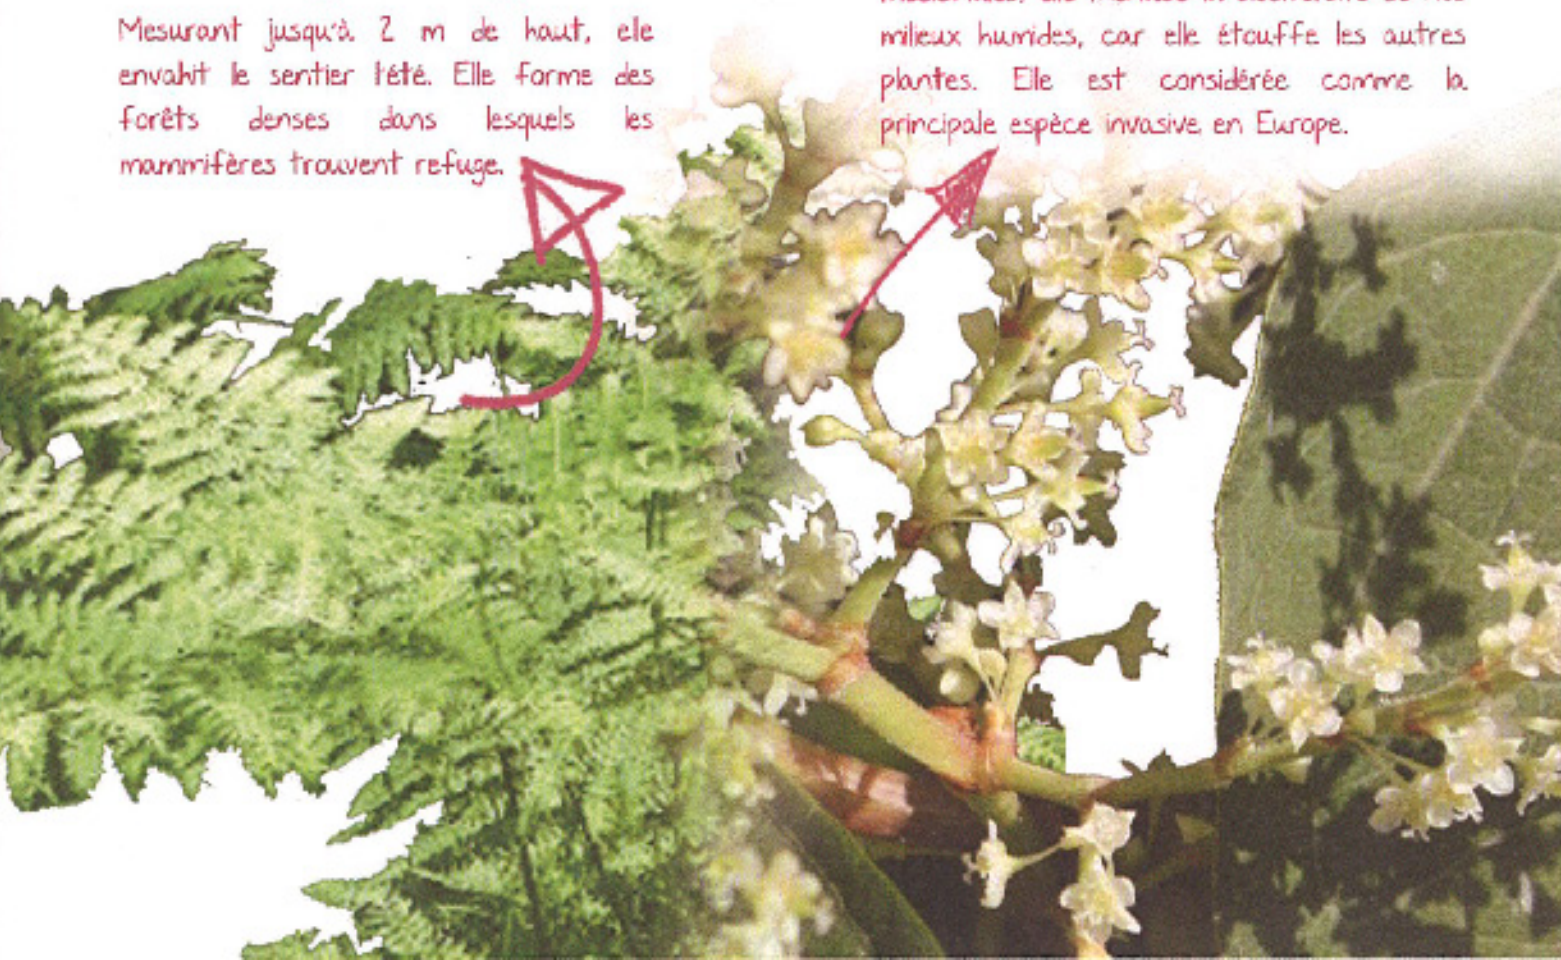 Mesurant jusqu'à 2 m de haut, elle
envahit le sentier l'été. Elle forme des
forêts denses dans lesquels les
mammifères trouvent refuge.
milieux humides, car elle étouffe les autres
plantes. Elle est considérée comme la
principale espèce invasive en Europe.